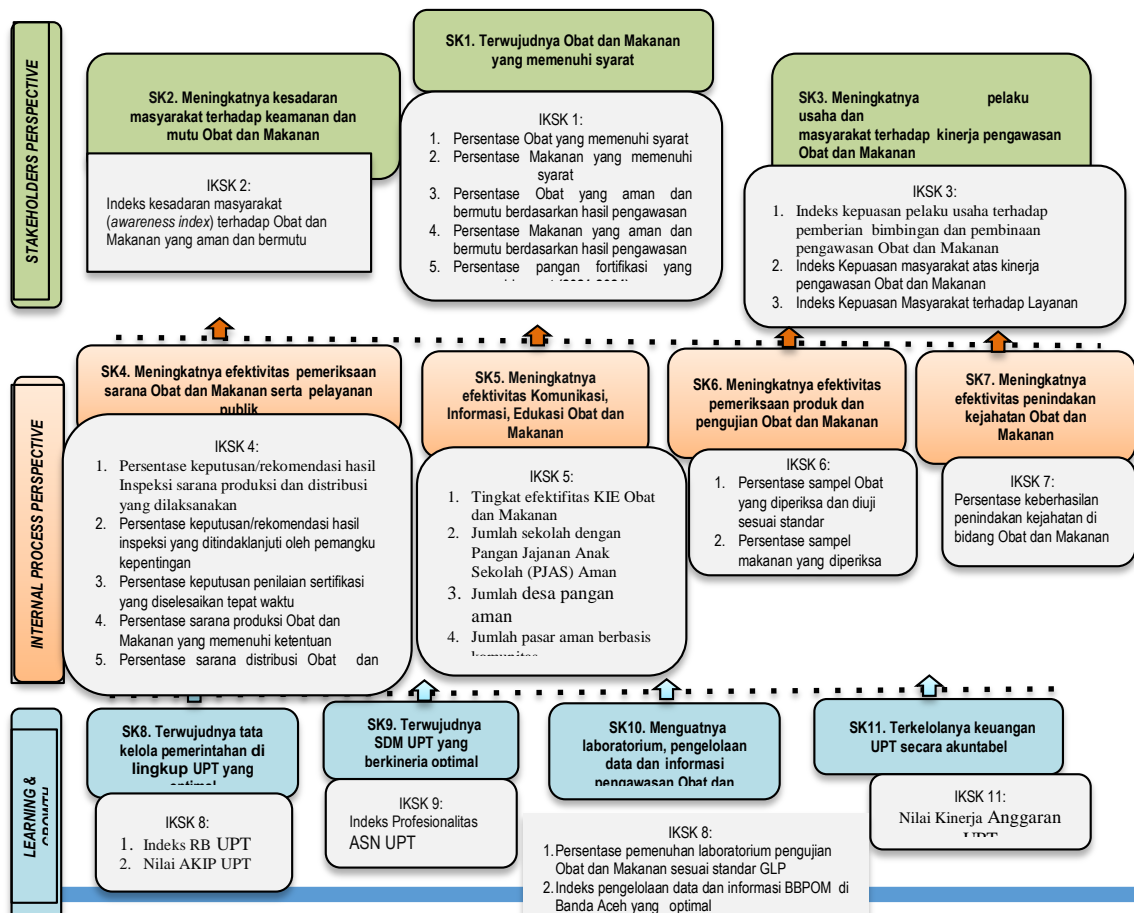 STAKEHOLDERS PERSPECTIVE
SK2. Meningkatnya kesadaran
masyarakat terhadap keamanan dan
mutu Obat dan Makanan
IKSK 2:
Indeks kesadaran masyarakat
(awareness index) terhadap Obat dan
Makanan yang aman dan bermutu
SK1. Terwujudnya Obat dan Makanan
yang memenuhi syarat
IKSK 1:
1. Persentase Obat yang memenuhi syarat
2. Persentase Makanan yang memenuhi
syarat
3. Persentase Obat yang aman dan
bermutu berdasarkan hasil pengawasan
4. Persentase Makanan yang aman dan
bermutu berdasarkan hasil pengawasan
5. Persentase pangan fortifikasi yang
SK3. Meningkatnya pelaku
usaha dan
masyarakat terhadap kinerja pengawasan
Obat dan Makanan
IKSK 3:
1. Indeks kepuasan pelaku usaha terhadap
pemberian bimbingan dan pembinaan
pengawasan Obat dan Makanan
2. Indeks Kepuasan masyarakat atas kinerja
pengawasan Obat dan Makanan
3. Indeks Kepuasan Masyarakat terhadap Layanan
INTERNAL PROCESS PERSPECTIVE
SK4. Meningkatnya efektivitas pemeriksaan
sarana Obat dan Makanan serta pelayanan
publik
IKSK 4:
1. Persentase keputusan/rekomendasi hasil
Inspeksi sarana produksi dan distribusi
yang dilaksanakan
2. Persentase keputusan/rekomendasi hasil
inspeksi yang ditindaklanjuti oleh pemangku
kepentingan
3. Persentase keputusan penilaian sertifikasi
yang diselesaikan tepat waktu
4. Persentase sarana produksi Obat dan
Makanan yang memenuhi ketentuan
5. Persentase sarana distribusi Obat dan
SK5. Meningkatnya
efektivitas Komunikasi,
Informasi, Edukasi Obat dan
Makanan
IKSK 5:
1. Tingkat efektifitas KIE Obat
dan Makanan
2. Jumlah sekolah dengan
Pangan Jajanan Anak
Sekolah (PJAS) Aman
3. Jumlah desa pangan
aman
4. Jumlah pasar aman berbasis
SK6. Meningkatnya efektivitas
pemeriksaan produk dan
pengujian Obat dan Makanan
IKSK 6:
1. Persentase sampel Obat
yang diperiksa dan diuji
sesuai standar
2. Persentase sampel
makanan yang diperiksa
SK7. Meningkatnya
efektivitas penindakan
kejahatan Obat dan
Makanan
IKSK 7:
Persentase keberhasilan
penindakan kejahatan di
bidang Obat dan Makanan
LEARNING &
GROWTH
SK8. Terwujudnya tata
kelola pemerintahan di
lingkup UPT yang
IKSK 8:
1. Indeks RB UPT
2. Nilai AKIP UPT
SK9. Terwujudnya
SDM UPT yang
berkinerja optimal
IKSK 9:
Indeks Profesionalitas
ASN UPT
SK10. Menguatnya
laboratorium, pengelolaan
data dan informasi
pengawasan Obat dan
IKSK 8:
1.Persentase pemenuhan laboratorium pengujian
Obat dan Makanan sesuai standar GLP
2.Indeks pengelolaan data dan informasi BBPOM di
Banda Aceh yang optimal
SK11. Terkelolanya keuangan
UPT secara akuntabel
IKSK 11:
Nilai Kinerja Anggaran